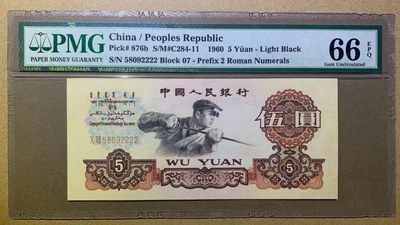 PMG
PAPER MONEY GUARANTY
China / Peoples Republic
Pick# 876b S/M#C284-11 1960 5 Yüan - Light Black
S/N 58092222 Block 07 - Prefix 2 Roman Numerals
66 EPQ
Gem Uncirculated
中國人民銀行
伍圓
58092222
5
WU YUAN
5